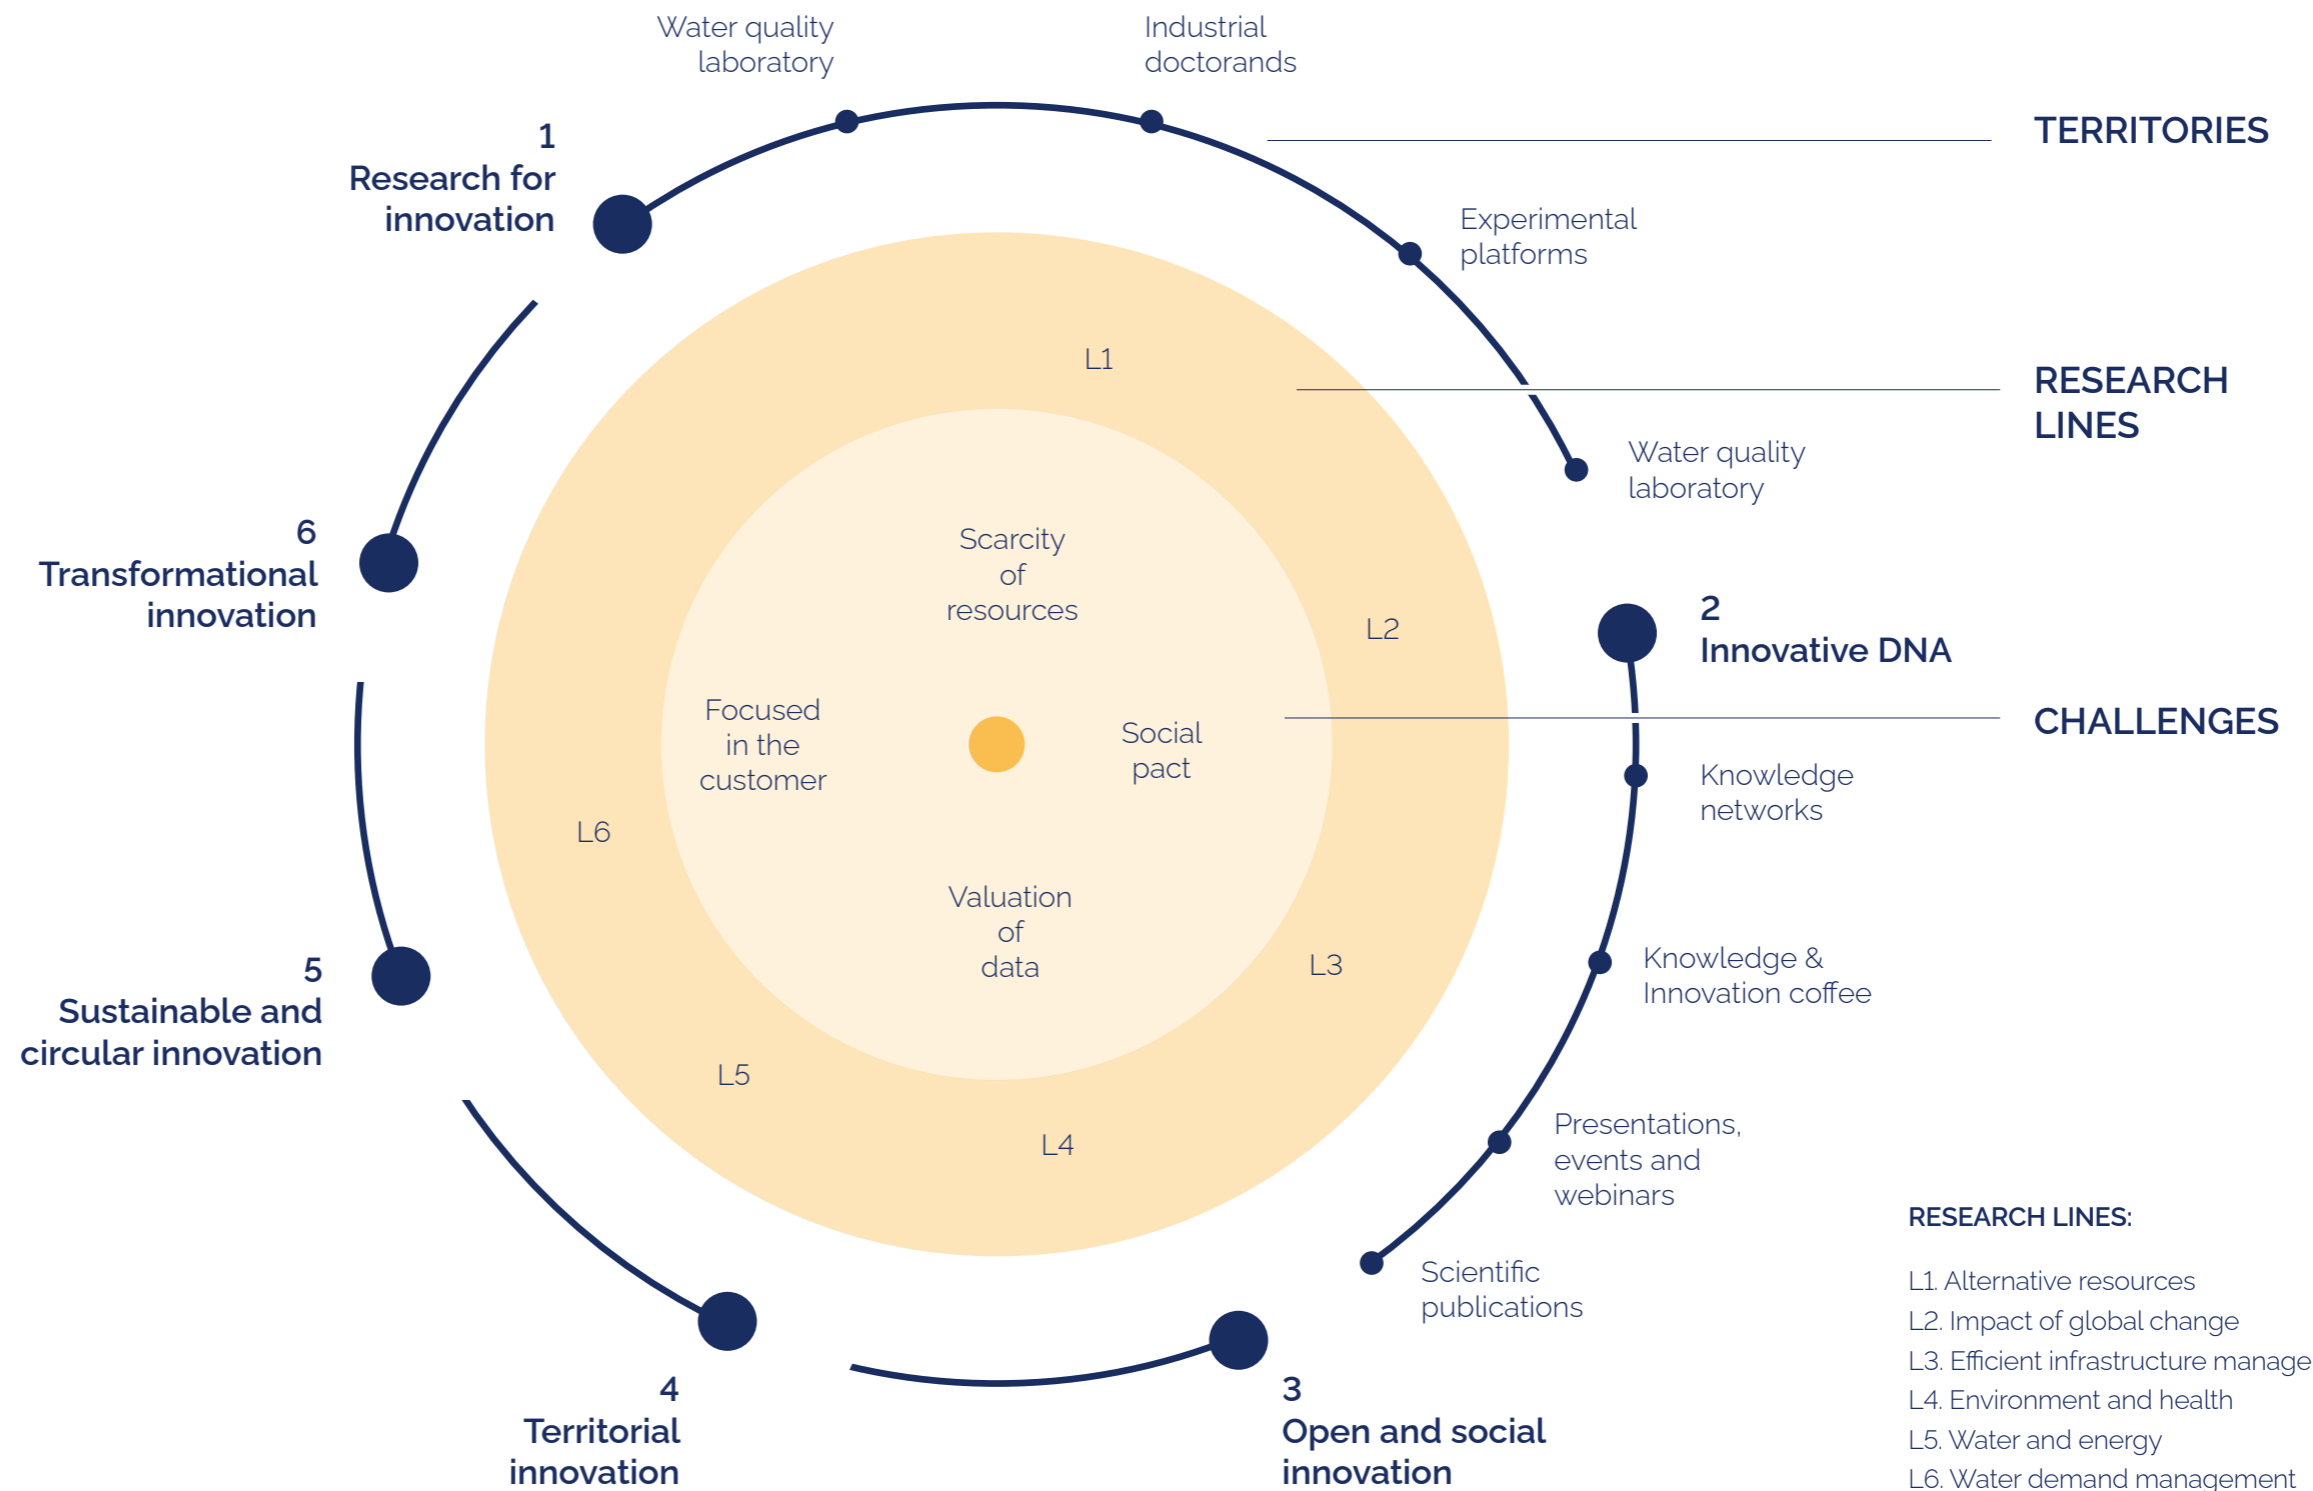 Water quality
laboratory
Industrial
doctorands
TERRITORIES
1
Research for
innovation
Experimental
platforms
L1
RESEARCH
LINES
Water quality
laboratory
6
Transformational
innovation
Scarcity
of
resources
L2
2
Innovative DNA
Focused
in the
customer
Social
pact
CHALLENGES
Knowledge
networks
L6
Valuation
of
data
L3
Knowledge &
Innovation coffee
5
Sustainable and
circular innovation
L5
L4
Presentations,
events and
webinars
Scientific
publications
4
Territorial
innovation
3
Open and social
innovation
RESEARCH LINES:
L1. Alternative resources
L2. Impact of global change
L3. Efficient infrastructure manage
L4. Environment and health
L5. Water and energy
L6. Water demand management